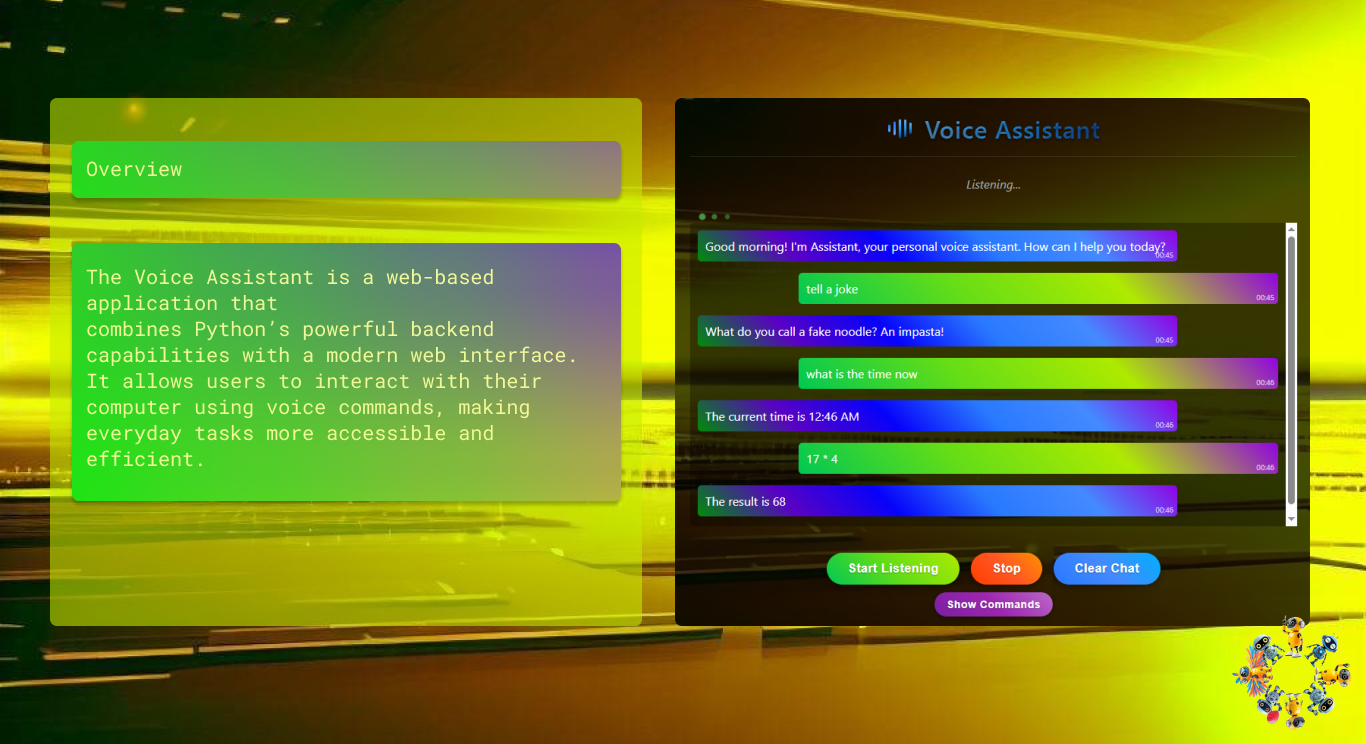 Overview
The Voice Assistant is a web-based
application that
combines Python’s powerful backend
capabilities with a modern web interface.
It allows users to interact with their
computer using voice commands, making
everyday tasks more accessible and
efficient.
Voice Assistant
Listening...
Good morning! I'm Assistant, your personal voice assistant. How can I help you today?
00:45
tell a joke
00:45
What do you call a fake noodle? An impasta!
00:45
what is the time now
00:46
The current time is 12:46 AM
00:46
17 * 4
00:46
The result is 68
00:46
Start Listening
Stop
Clear Chat
Show Commands